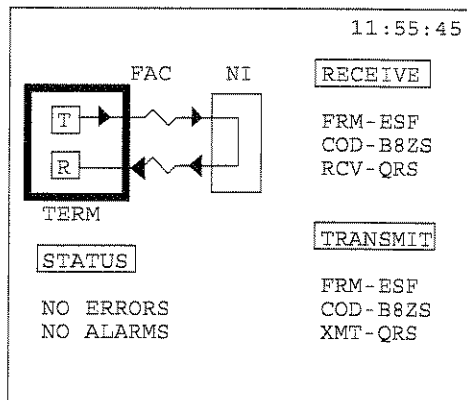 11:55:45
FAC NI
T
R
TERM
STATUS
NO ERRORS
NO ALARMS
RECEIVE
FRM-ESF
COD-B8ZS
RCV-QRS
TRANSMIT
FRM-ESF
COD-B8ZS
XMT-QRS